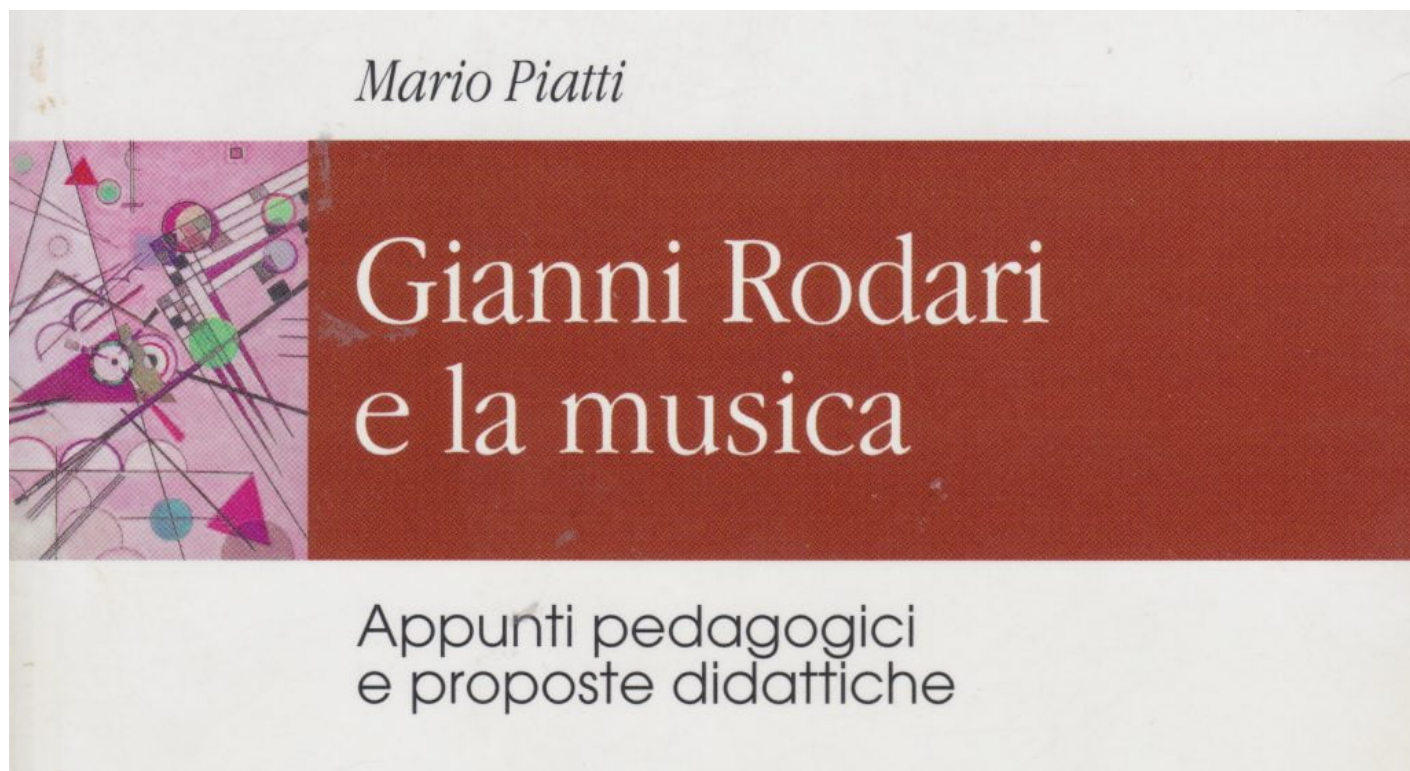 Mario Piatti
Gianni Rodari
e la musica
Appunti pedagogici
e proposte didattiche